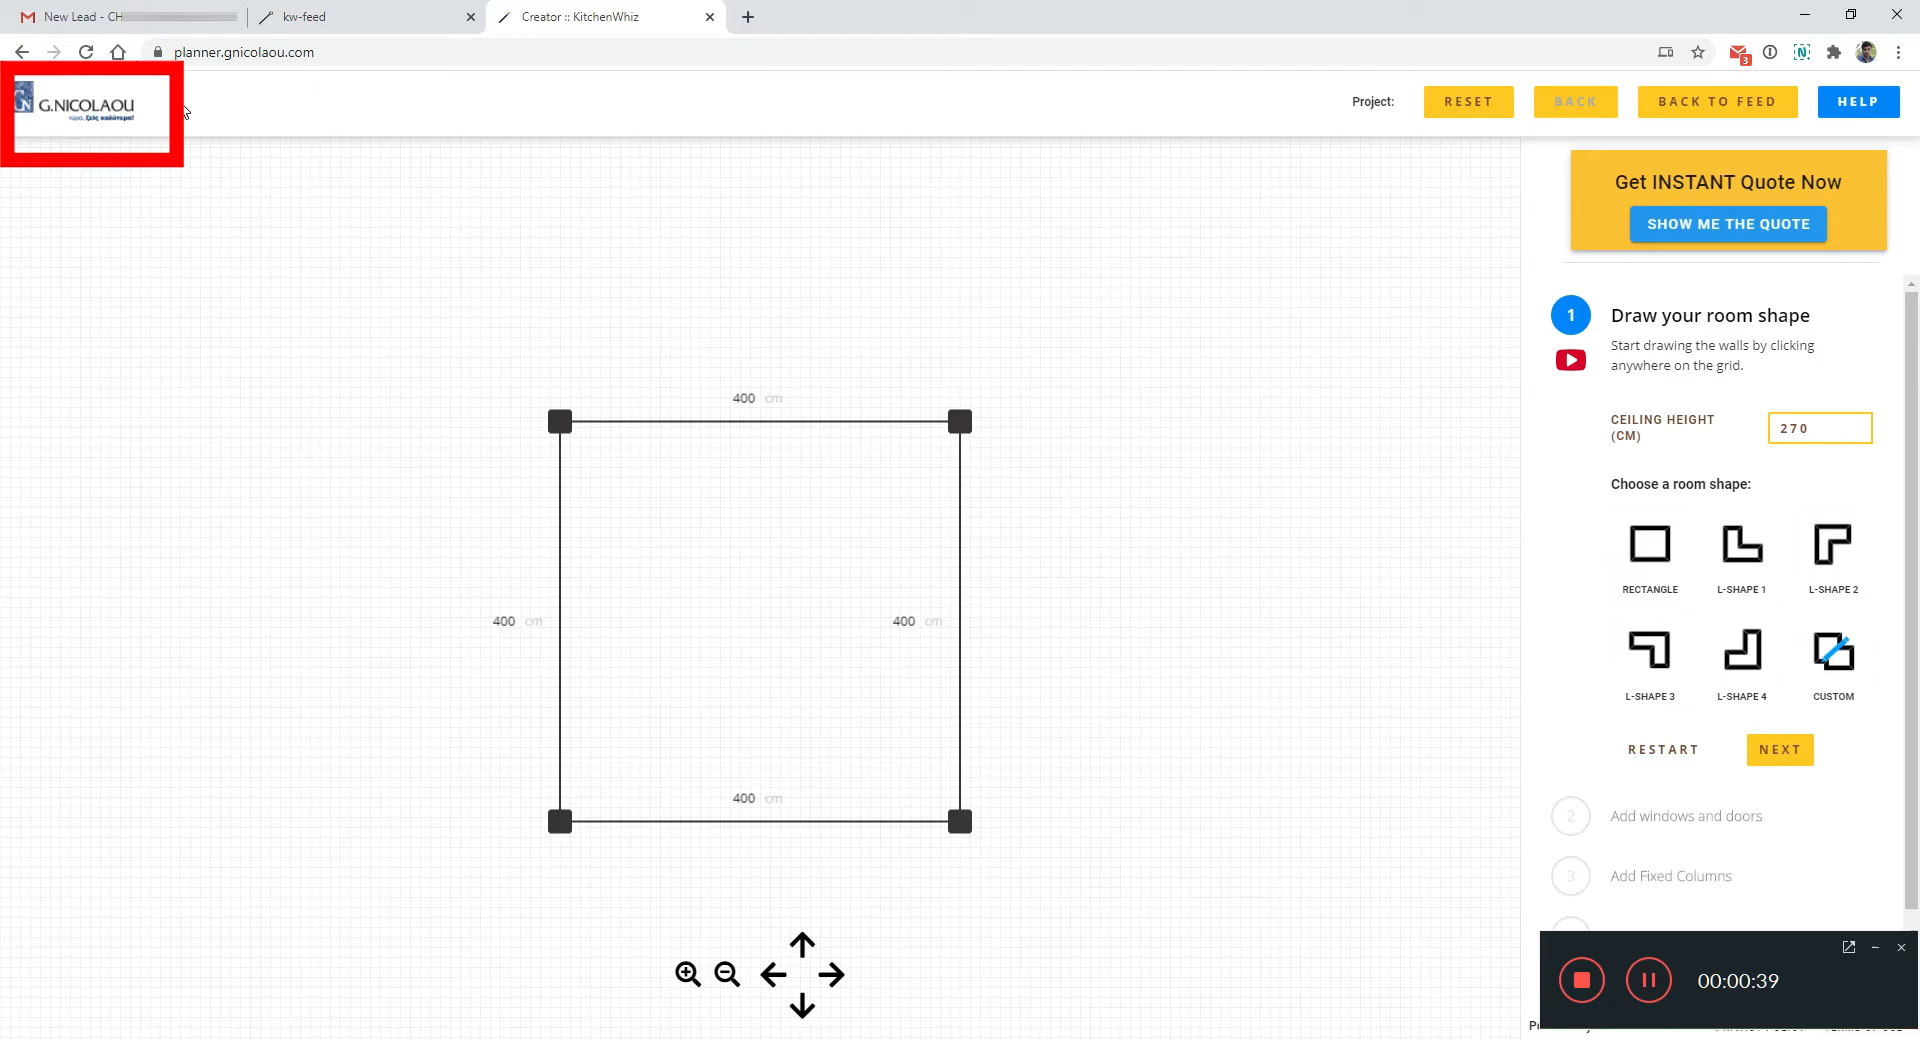 New Lead - CH
kw-feed
Creator :: KitchenWhiz
planner.gnicolaou.com
3
G.NICOLAOU
τώρα, ζεις καλύτερα!
Project:
RESET
BACK
BACK TO FEED
HELP
Get INSTANT Quote Now
SHOW ME THE QUOTE
1
Draw your room shape
Start drawing the walls by clicking
anywhere on the grid.
CEILING HEIGHT
(CM)
270
Choose a room shape:
RECTANGLE
L-SHAPE 1
L-SHAPE 2
L-SHAPE 3
L-SHAPE 4
CUSTOM
RESTART
NEXT
2
Add windows and doors
3
Add Fixed Columns
400 cm
400 cm
400 cm
400 cm
00:00:39